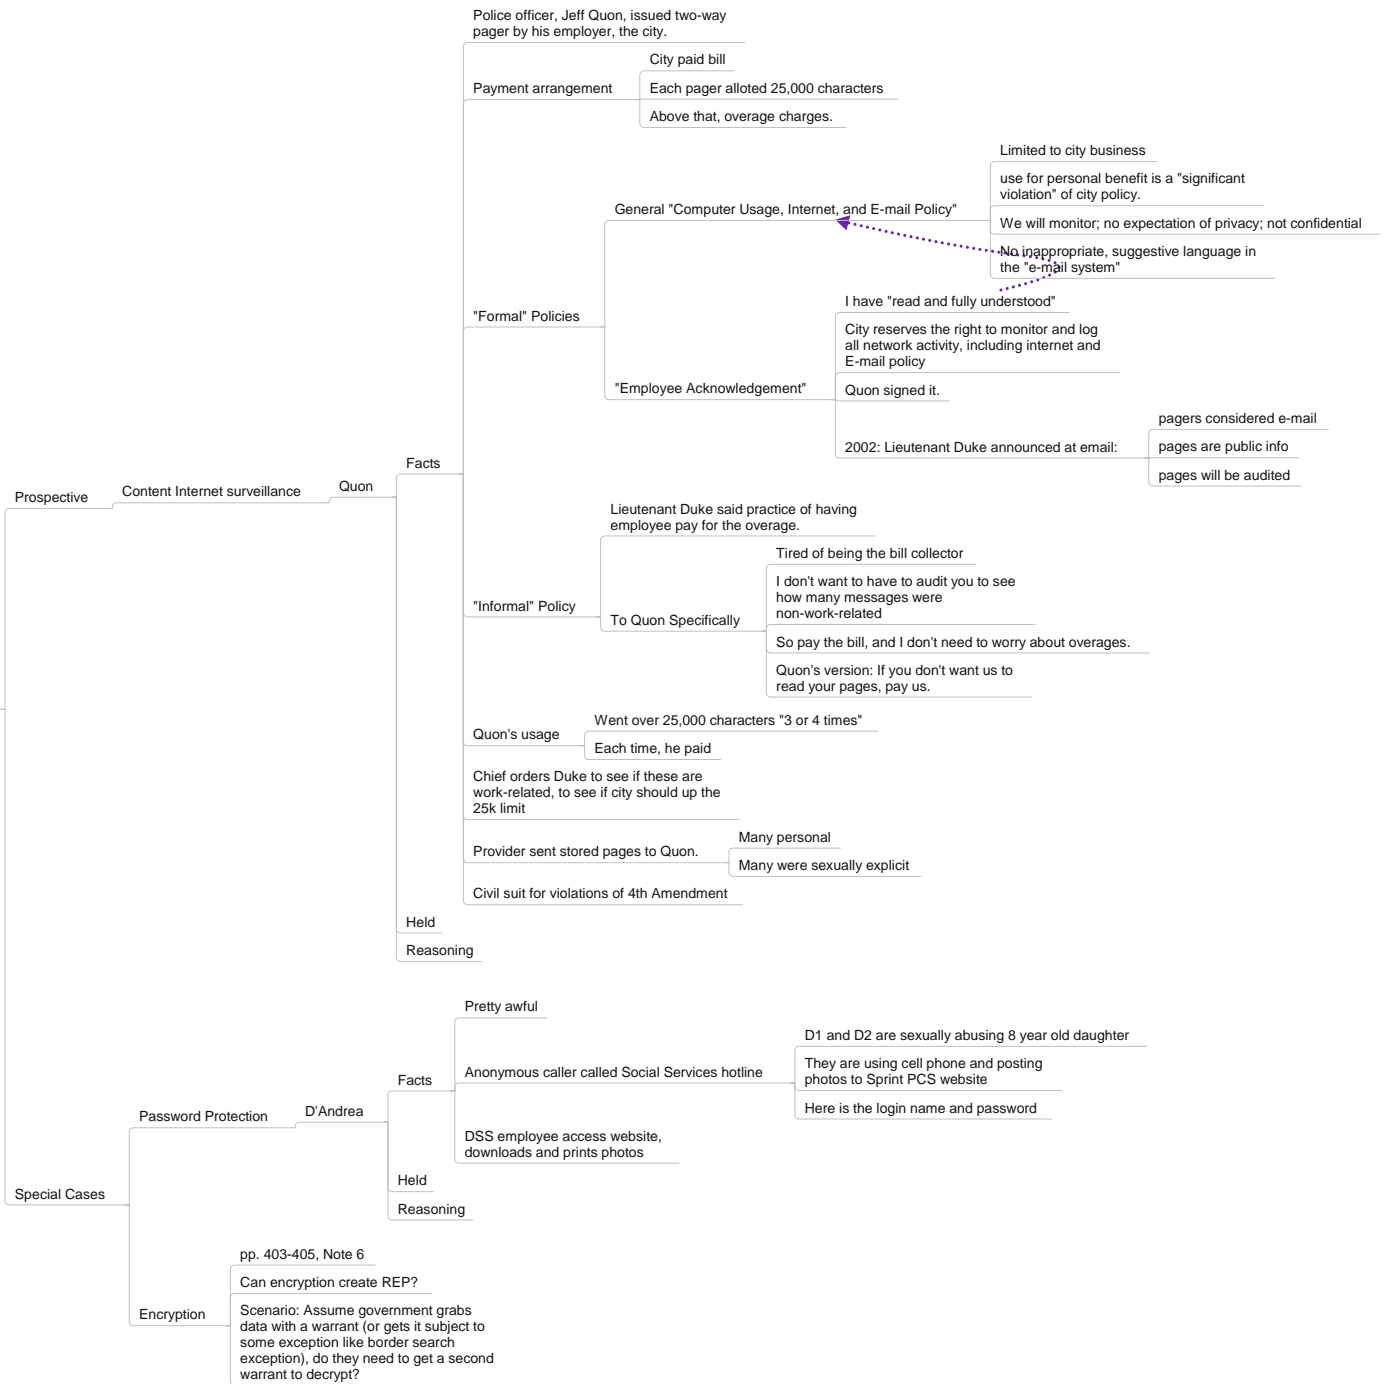 Police officer, Jeff Quon, issued two-way
pager by his employer, the city.
City paid bill
Payment arrangement
Each pager alloted 25,000 characters
Above that, overage charges.
Limited to city business
use for personal benefit is a "significant
violation" of city policy.
General "Computer Usage, Internet, and E-mail Policy"
We will monitor; no expectation of privacy; not confidential
No inappropriate, suggestive language in
the "e-mail system"
"Formal" Policies
I have "read and fully understood"
City reserves the right to monitor and log
all network activity, including internet and
E-mail policy
"Employee Acknowledgement"
Quon signed it.
2002: Lieutenant Duke announced at email:
pagers considered e-mail
pages are public info
pages will be audited
Facts
Prospective
Content Internet surveillance
Quon
Lieutenant Duke said practice of having
employee pay for the overage.
"Informal" Policy
To Quon Specifically
Tired of being the bill collector
I don't want to have to audit you to see
how many messages were
non-work-related
So pay the bill, and I don't need to worry about overages.
Quon's version: If you don't want us to
read your pages, pay us.
Quon's usage
Went over 25,000 characters "3 or 4 times"
Each time, he paid
Chief orders Duke to see if these are
work-related, to see if city should up the
25k limit
Provider sent stored pages to Quon.
Many personal
Many were sexually explicit
Civil suit for violations of 4th Amendment
Held
Reasoning
Pretty awful
Facts
Anonymous caller called Social Services hotline
D1 and D2 are sexually abusing 8 year old daughter
They are using cell phone and posting
photos to Sprint PCS website
Here is the login name and password
Password Protection
D'Andrea
DSS employee access website,
downloads and prints photos
Held
Reasoning
Special Cases
Encryption
pp. 403-405, Note 6
Can encryption create REP?
Scenario: Assume government grabs
data with a warrant (or gets it subject to
some exception like border search
exception), do they need to get a second
warrant to decrypt?